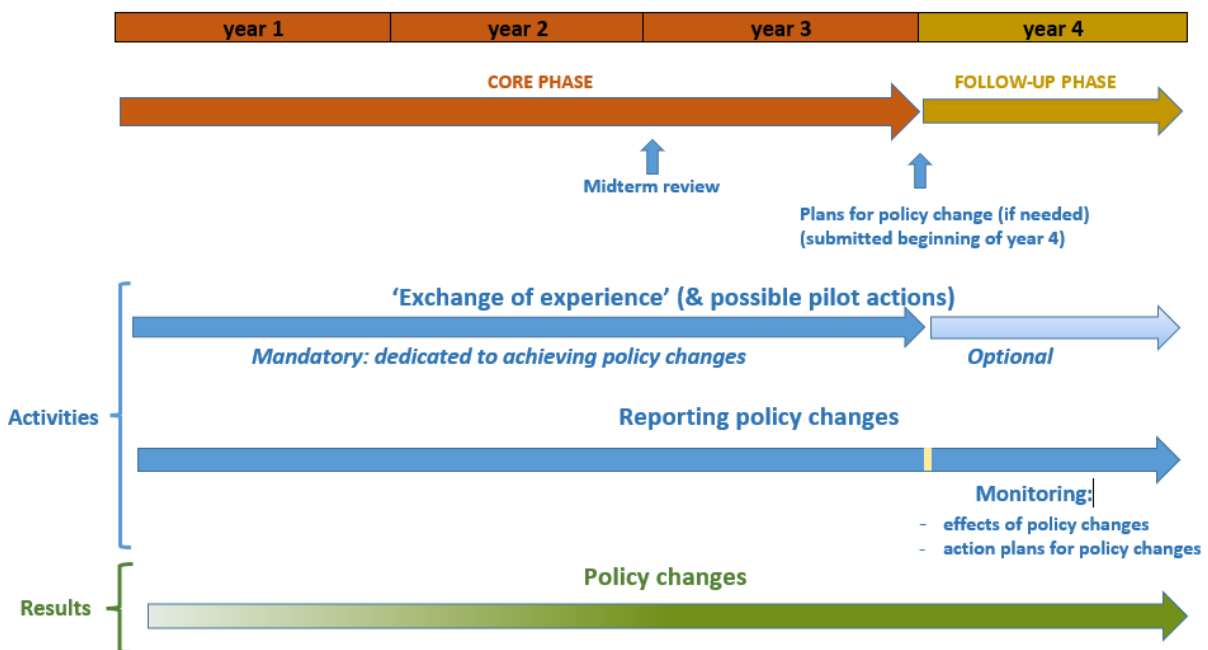 year 1
year 2
year 3
year 4
CORE PHASE
FOLLOW-UP PHASE
Midterm review
Plans for policy change (if needed)
(submitted beginning of year 4)
‘Exchange of experience’ (& possible pilot actions)
Mandatory: dedicated to achieving policy changes
Optional
Activities
Reporting policy changes
Monitoring:
- effects of policy changes
- action plans for policy changes
Policy changes
Results